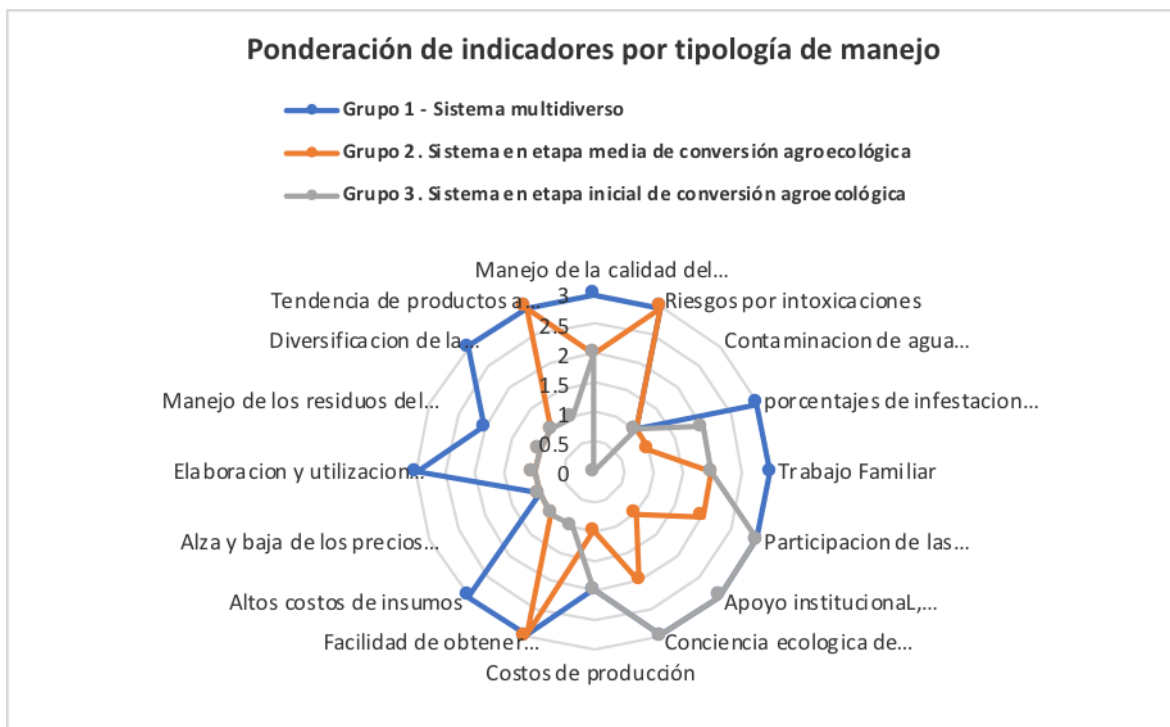 Ponderación de indicadores por tipología de manejo
Grupo 1 - Sistema multidiverso
Grupo 2. Sistema en etapa media de conversión agroecológica
Grupo 3. Sistema en etapa inicial de conversión agroecológica
Manejo de la calidad del...
Riesgos por intoxicaciones
Contaminacion de agua...
porcentajes de infestacion...
Trabajo Familiar
Participacion de las...
Apoyo institucionaL,...
Conciencia ecologica de...
Costos de producción
Facilidad de obtener...
Altos costos de insumos
Alza y baja de los precios...
Elaboracion y utilizacion...
Manejo de los residuos del...
Diversificacion de la...
Tendencia de productos a...
3
2.5
2
1.5
1
0.5
0